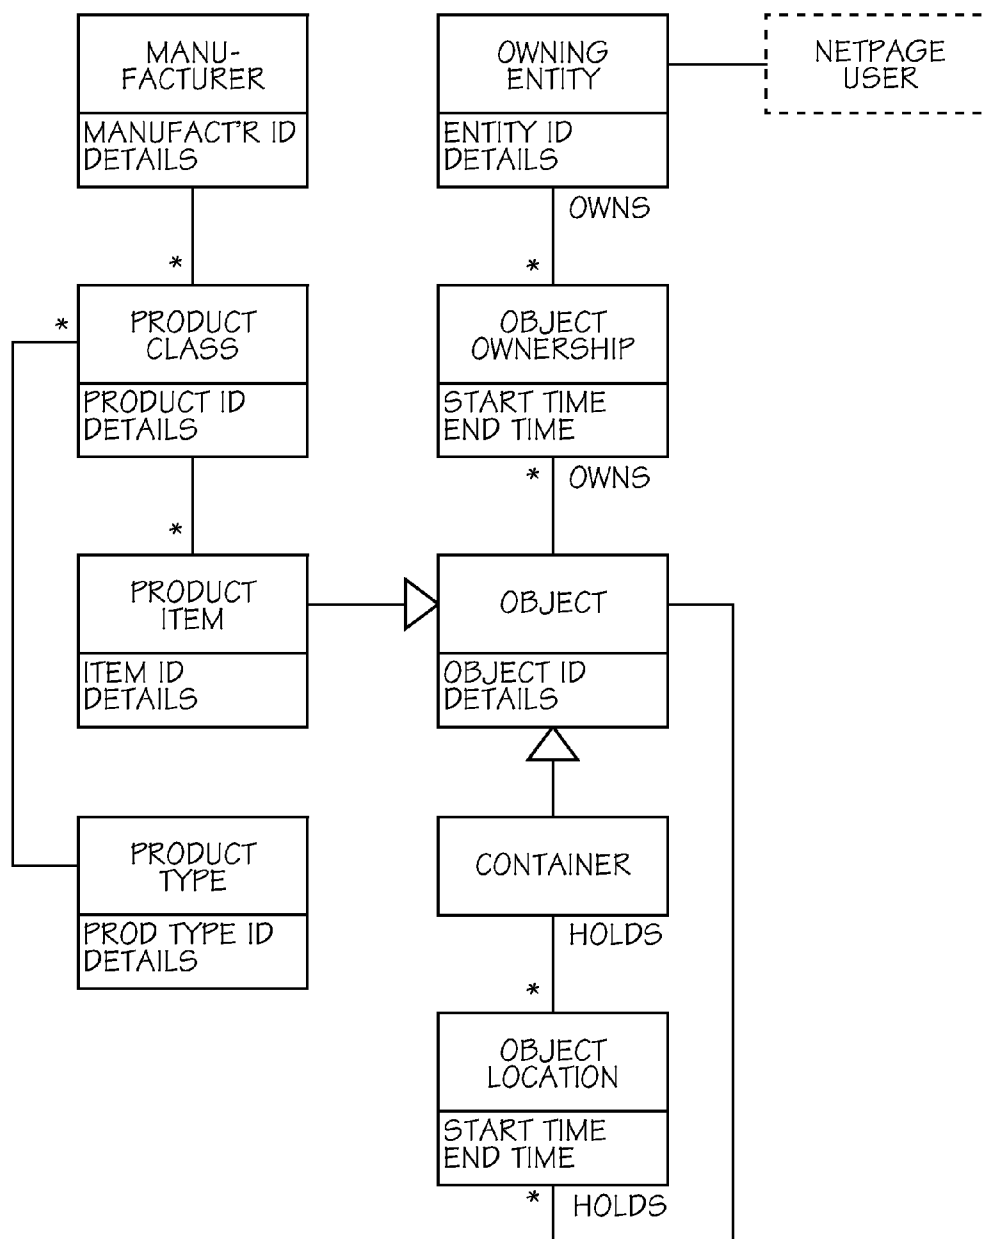 MANU-
FACTURER
MANUFACT'R ID
DETAILS
OWNING
ENTITY
ENTITY ID
DETAILS
NETPAGE
USER
OWNS
*
*
*
PRODUCT
CLASS
PRODUCT ID
DETAILS
OBJECT
OWNERSHIP
START TIME
END TIME
* OWNS
*
PRODUCT
ITEM
ITEM ID
DETAILS
OBJECT
OBJECT ID
DETAILS
PRODUCT
TYPE
PROD TYPE ID
DETAILS
CONTAINER
HOLDS
*
OBJECT
LOCATION
START TIME
END TIME
* HOLDS